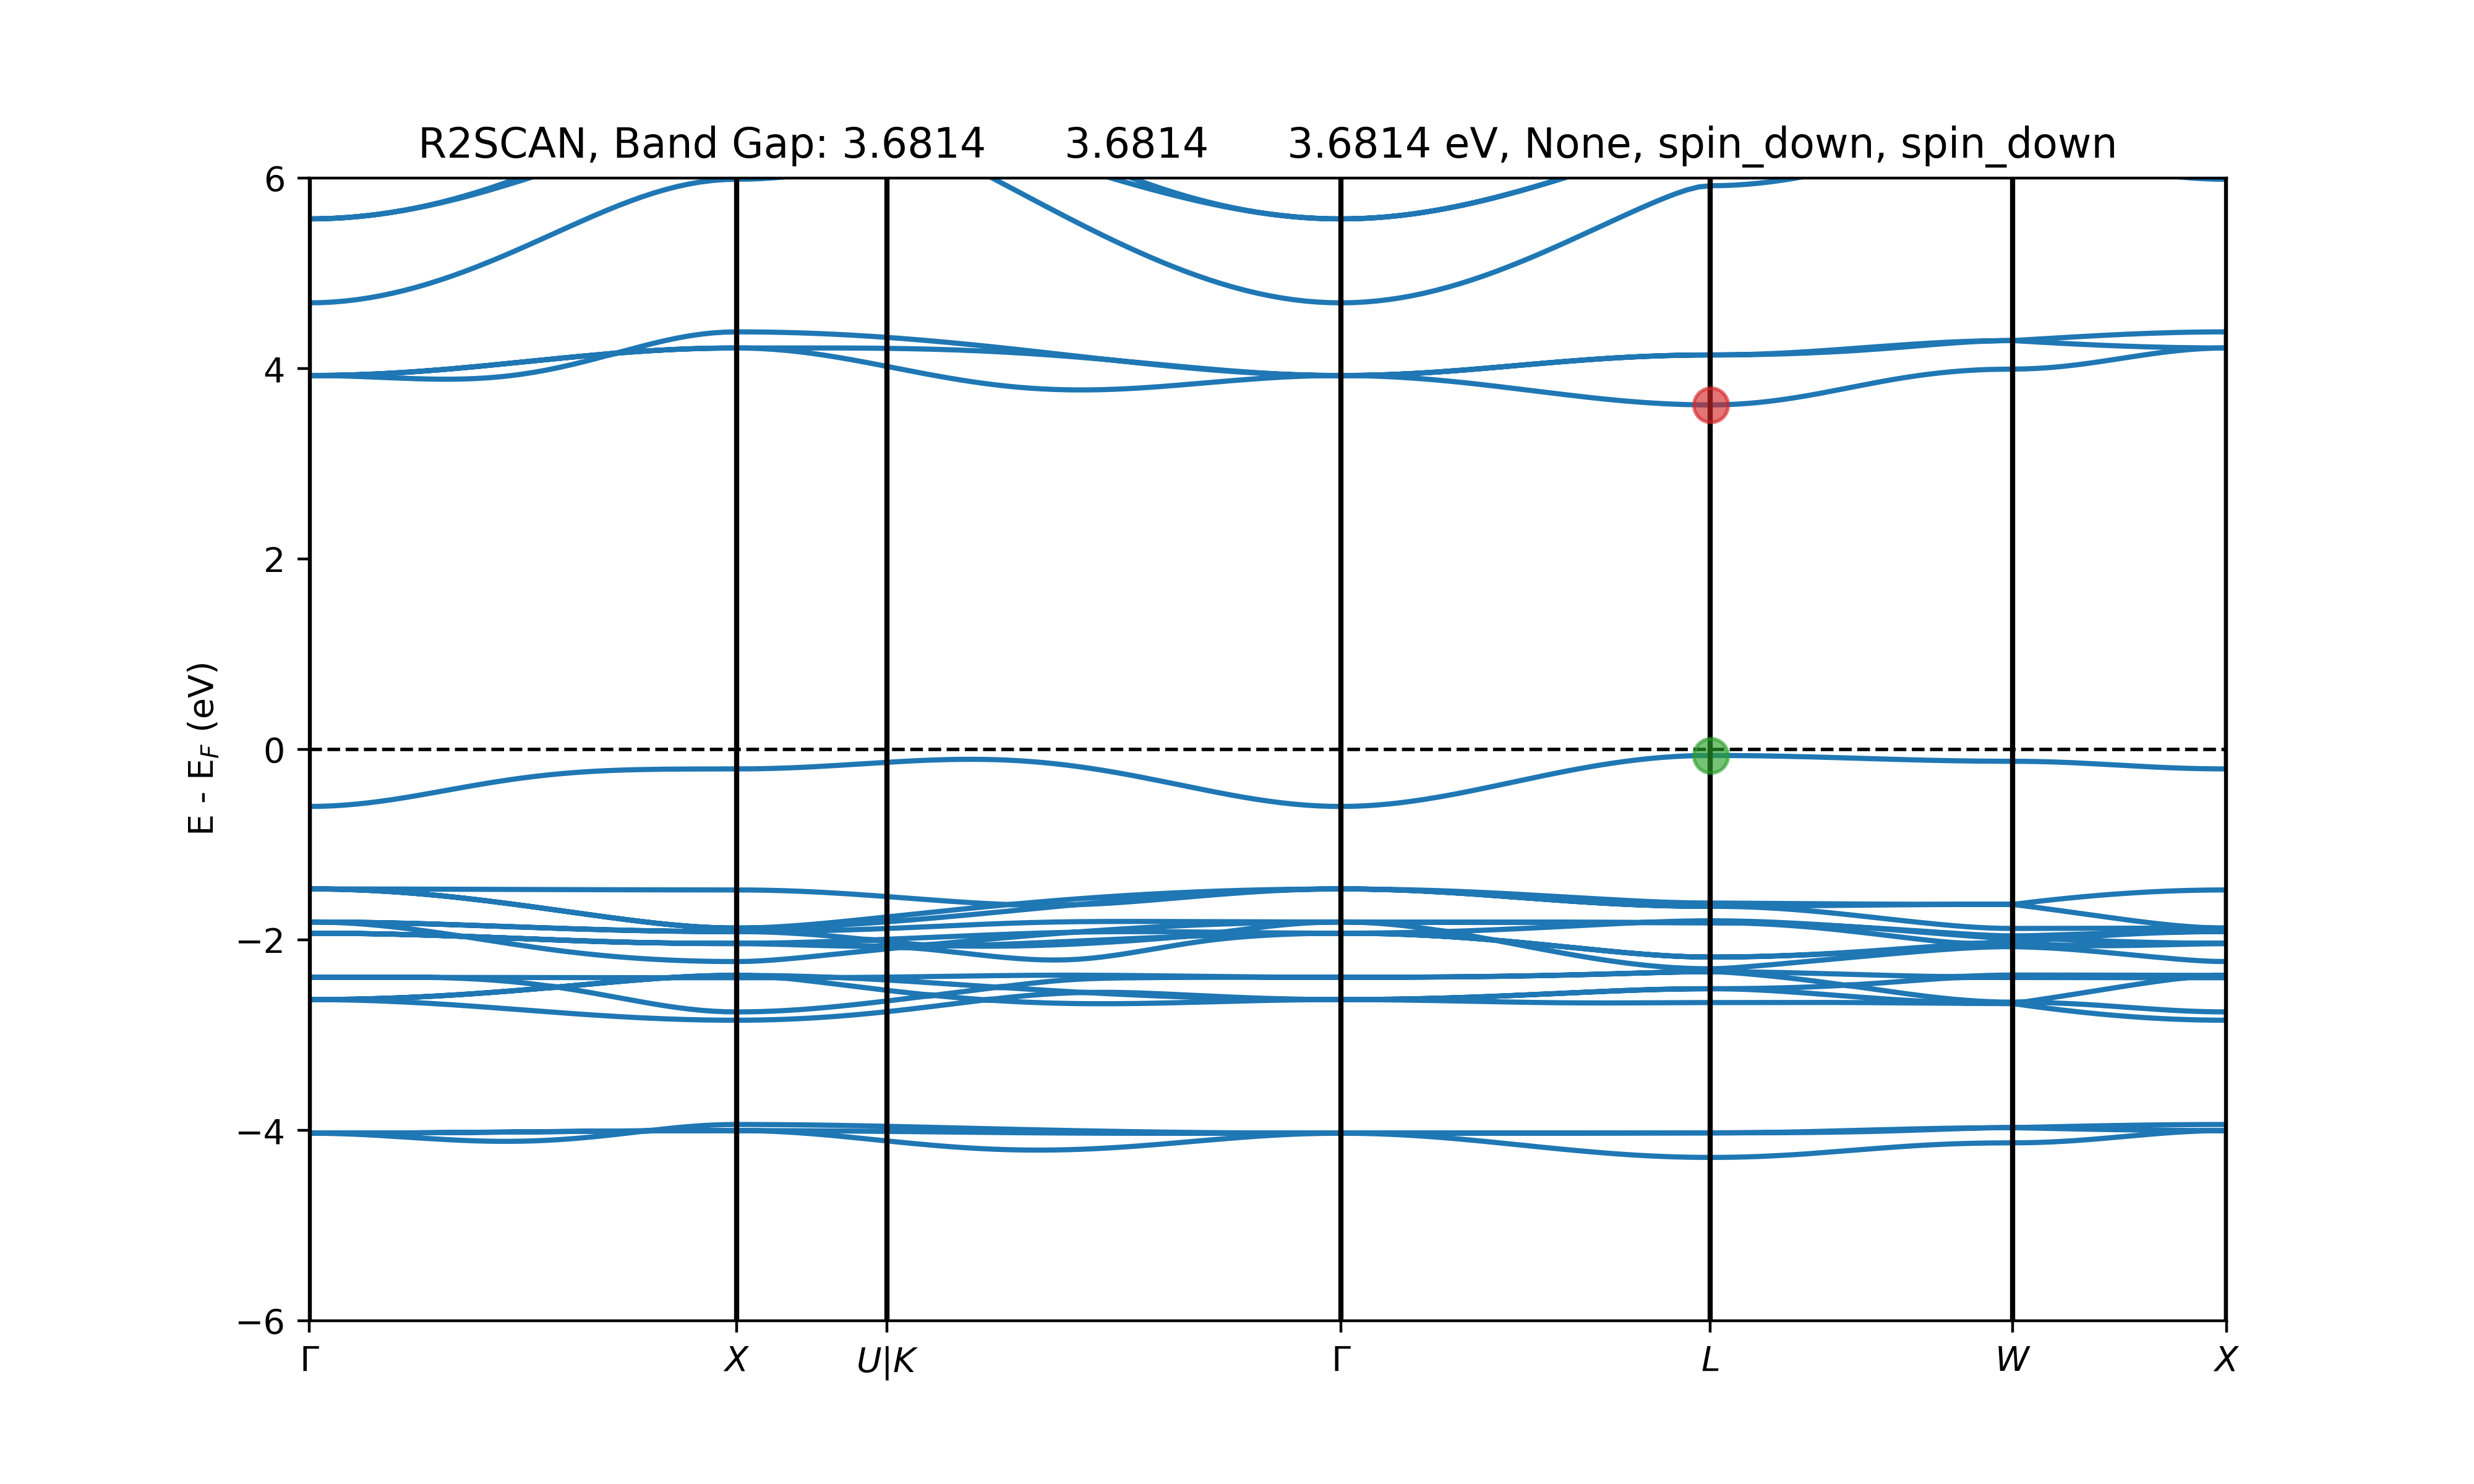 R2SCAN, Band Gap: 3.6814 3.6814 3.6814 eV, None, spin_down, spin_down
6
4
2
0
−2
−4
−6
E - E_F (eV)
Γ X U|K Γ L W X